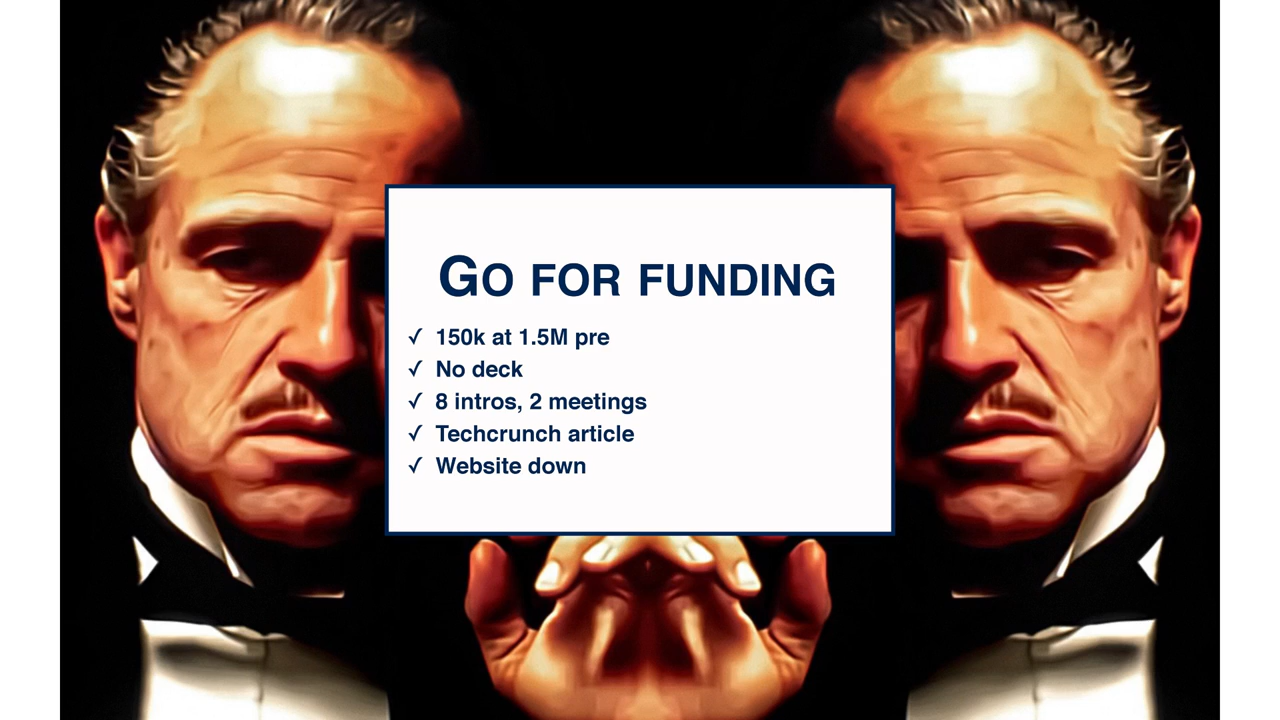 Go for funding
✓ 150k at 1.5M pre
✓ No deck
✓ 8 intros, 2 meetings
✓ Techcrunch article
✓ Website down